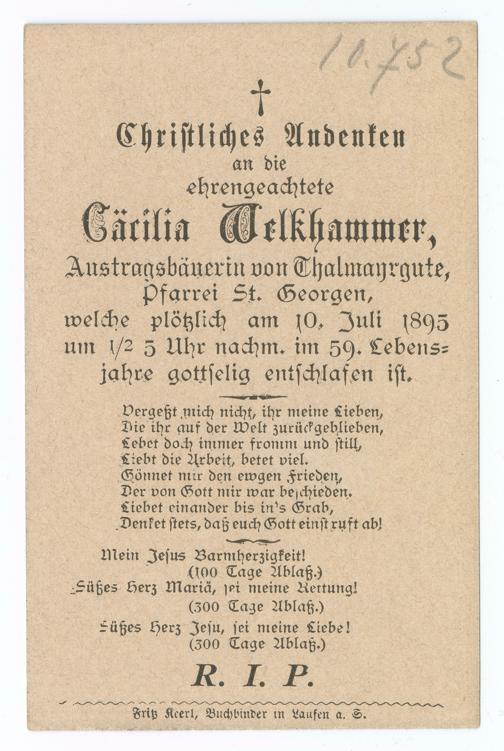 10.752
†
Christliches Andenken
an die
ehrengeachtete
Cäcilia Welkhammer,
Austragsbäuerin von Thalmayrgute,
Pfarrei St. Georgen,
welche plötzlich am 10. Juli 1895
um 1/2 5 Uhr nachm. im 59. Lebens=
jahre gottselig entschlafen ist.
Vergeßt mich nicht, ihr meine Lieben,
Die ihr auf der Welt zurückgeblieben,
Lebet doch immer fromm und still,
Liebt die Arbeit, betet viel.
Gönnet mir den ewgen Frieden,
Der von Gott mir war beschieden.
Liebet einander bis in's Grab,
Denket stets, daß euch Gott einst ruft ab!
Mein Jesus Barmherzigkeit!
(100 Tage Ablaß.)
Süßes Herz Mariä, sei meine Rettung!
(300 Tage Ablaß.)
Süßes Herz Jesu, sei meine Liebe!
(300 Tage Ablaß.)
R. I. P.
Fritz Keerl, Buchbinder in Laufen a. S.